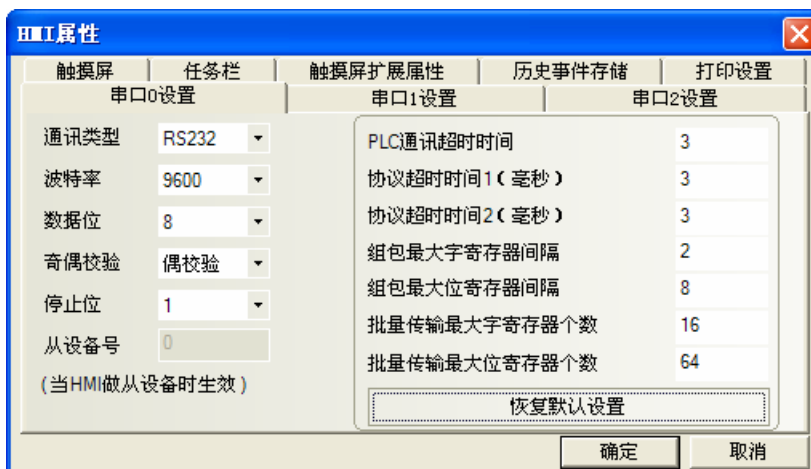 HMI属性
触摸屏 任务栏 触摸屏扩展属性 历史事件存储 打印设置
串口0设置 串口1设置 串口2设置
通讯类型 RS232
波特率 9600
数据位 8
奇偶校验 偶校验
停止位 1
从设备号 0
(当HMI做从设备时生效)
PLC通讯超时时间 3
协议超时时间1(毫秒) 3
协议超时时间2(毫秒) 3
组包最大字寄存器间隔 2
组包最大位寄存器间隔 8
批量传输最大字寄存器个数 16
批量传输最大位寄存器个数 64
恢复默认设置
确定 取消